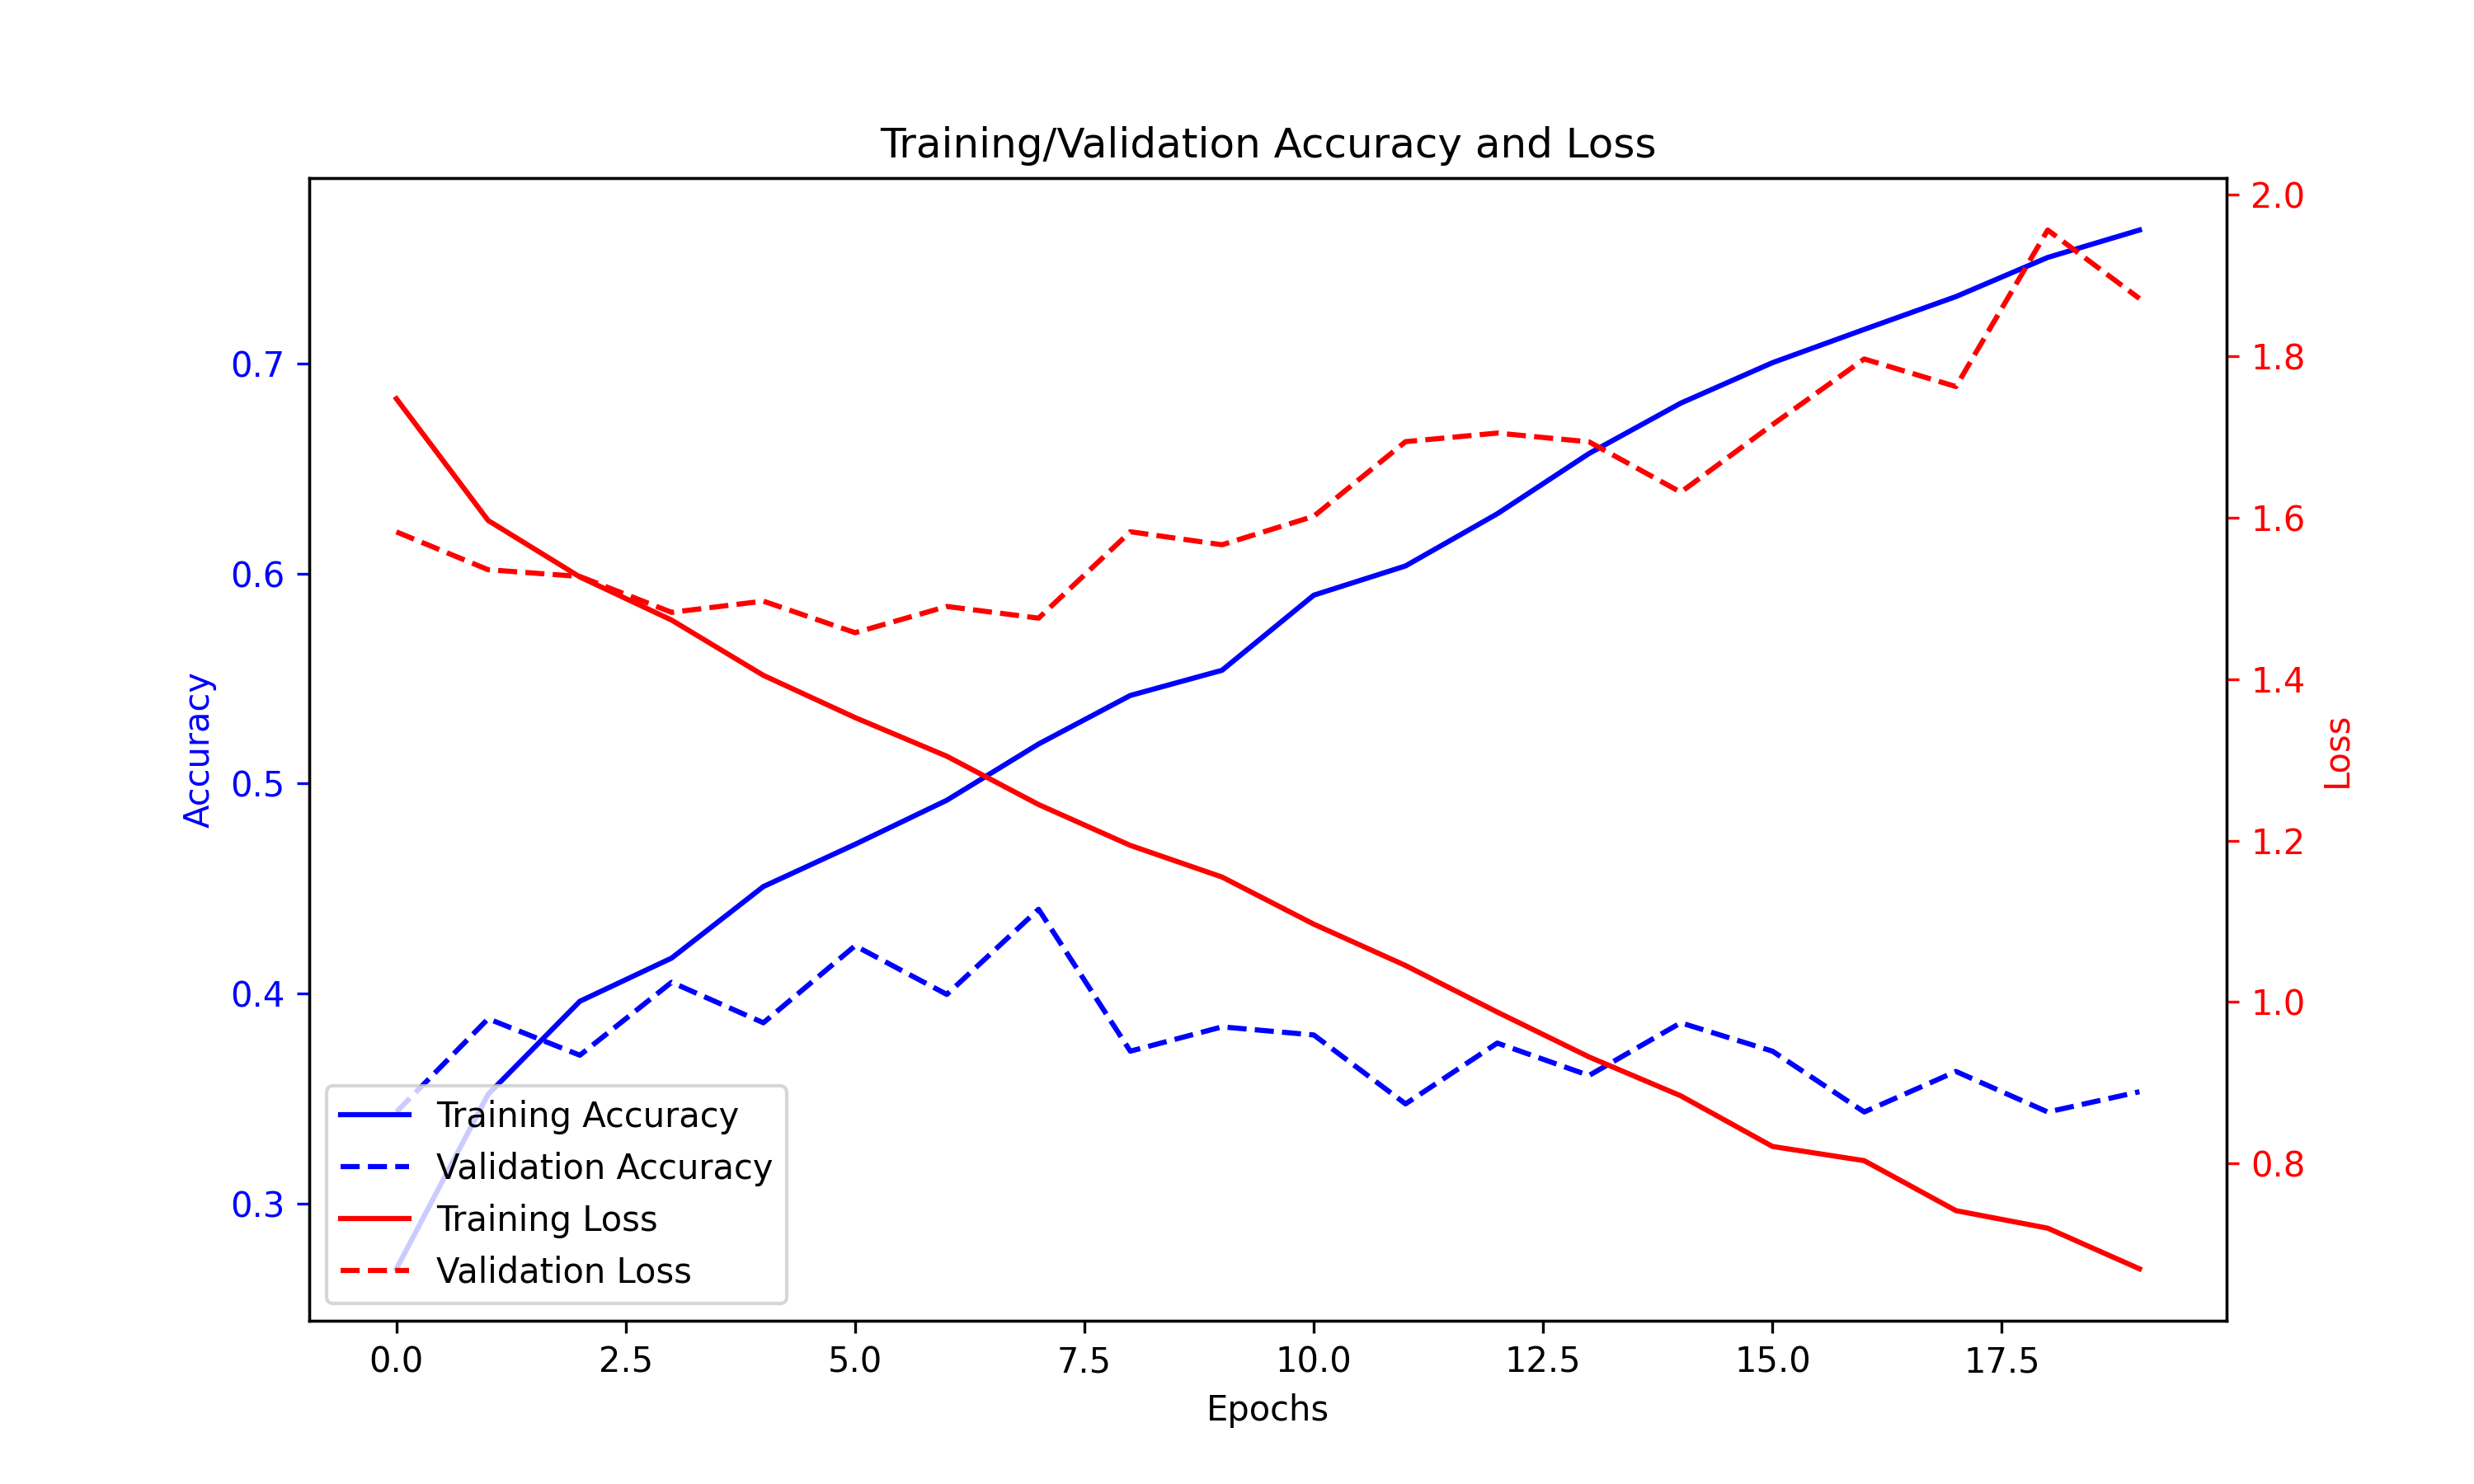 Training/Validation Accuracy and Loss
2.0
1.8
1.6
1.4
1.2
1.0
0.8
Loss
0.7
0.6
0.5
0.4
0.3
Accuracy
Training Accuracy
Validation Accuracy
Training Loss
Validation Loss
0.0 2.5 5.0 7.5 10.0 12.5 15.0 17.5
Epochs